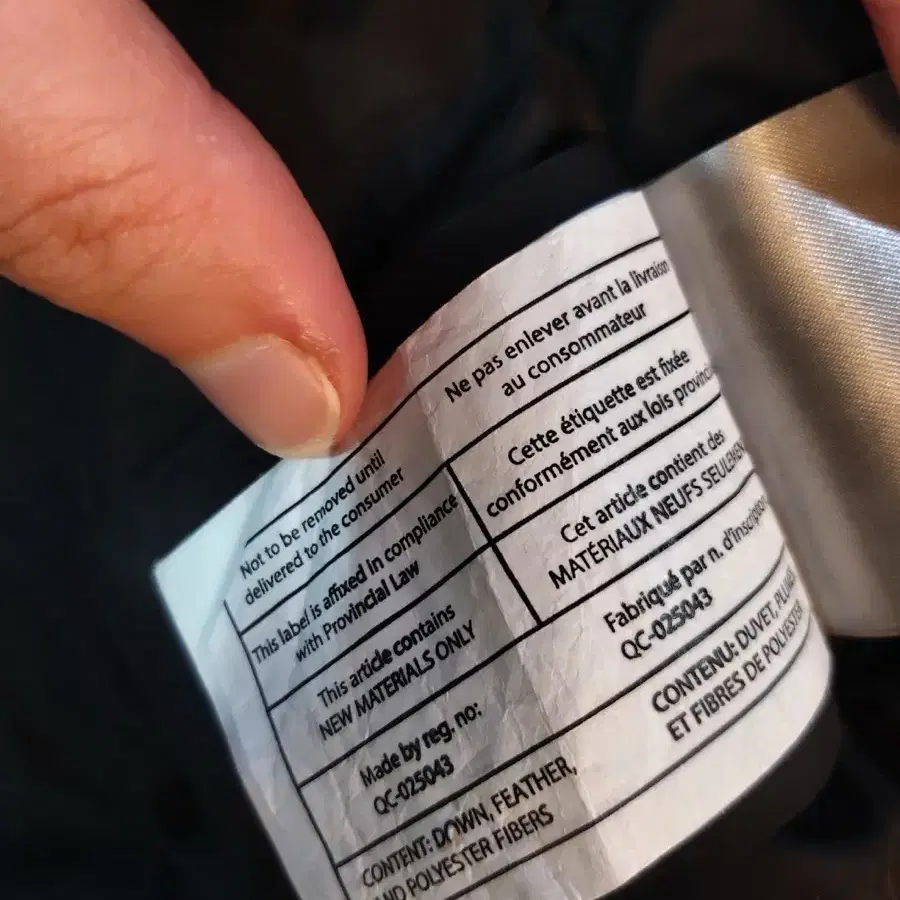 Not to be removed until
delivered to the consumer
Ne pas enlever avant la livraison
au consommateur
This label is affixed in compliance
with Provincial Law
Cette étiquette est fixée
conformément aux lois
This article contains
NEW MATERIALS ONLY
Cet article contient des
MATÉRIAUX NEUFS
Made by reg. no:
QC-025043
Fabriqué par n. d'inscription
QC-025043
CONTENT: DOWN, FEATHER,
AND POLYESTER FIBERS
CONTENU: DUVET,
ET FIBRES DE POLYESTER